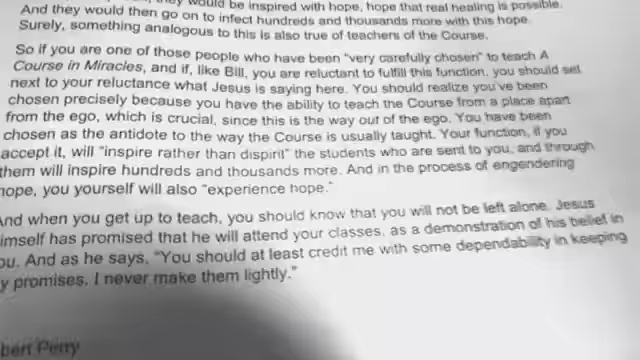 they would be inspired with hope, hope that real healing is possible.
And they would then go on to infect hundreds and thousands more with this hope.
Surely, something analogous to this is also true of teachers of the Course.
So if you are one of those people who have been "very carefully chosen" to teach A
Course in Miracles, and if, like Bill, you are reluctant to fulfill this function, you should set
next to your reluctance what Jesus is saying here. You should realize you've been
chosen precisely because you have the ability to teach the Course from a place apart
from the ego, which is crucial, since this is the way out of the ego. You have been
chosen as the antidote to the way the Course is usually taught. Your function, if you
accept it, will "inspire rather than dispirit" the students who are sent to you, and through
them will inspire hundreds and thousands more. And in the process of engendering
hope, you yourself will also "experience hope."
And when you get up to teach, you should know that you will not be left alone. Jesus
imself has promised that he will attend your classes, as a demonstration of his belief in
ou. And as he says, "You should at least credit me with some dependability in keeping
y promises. I never make them lightly."
bert Perry